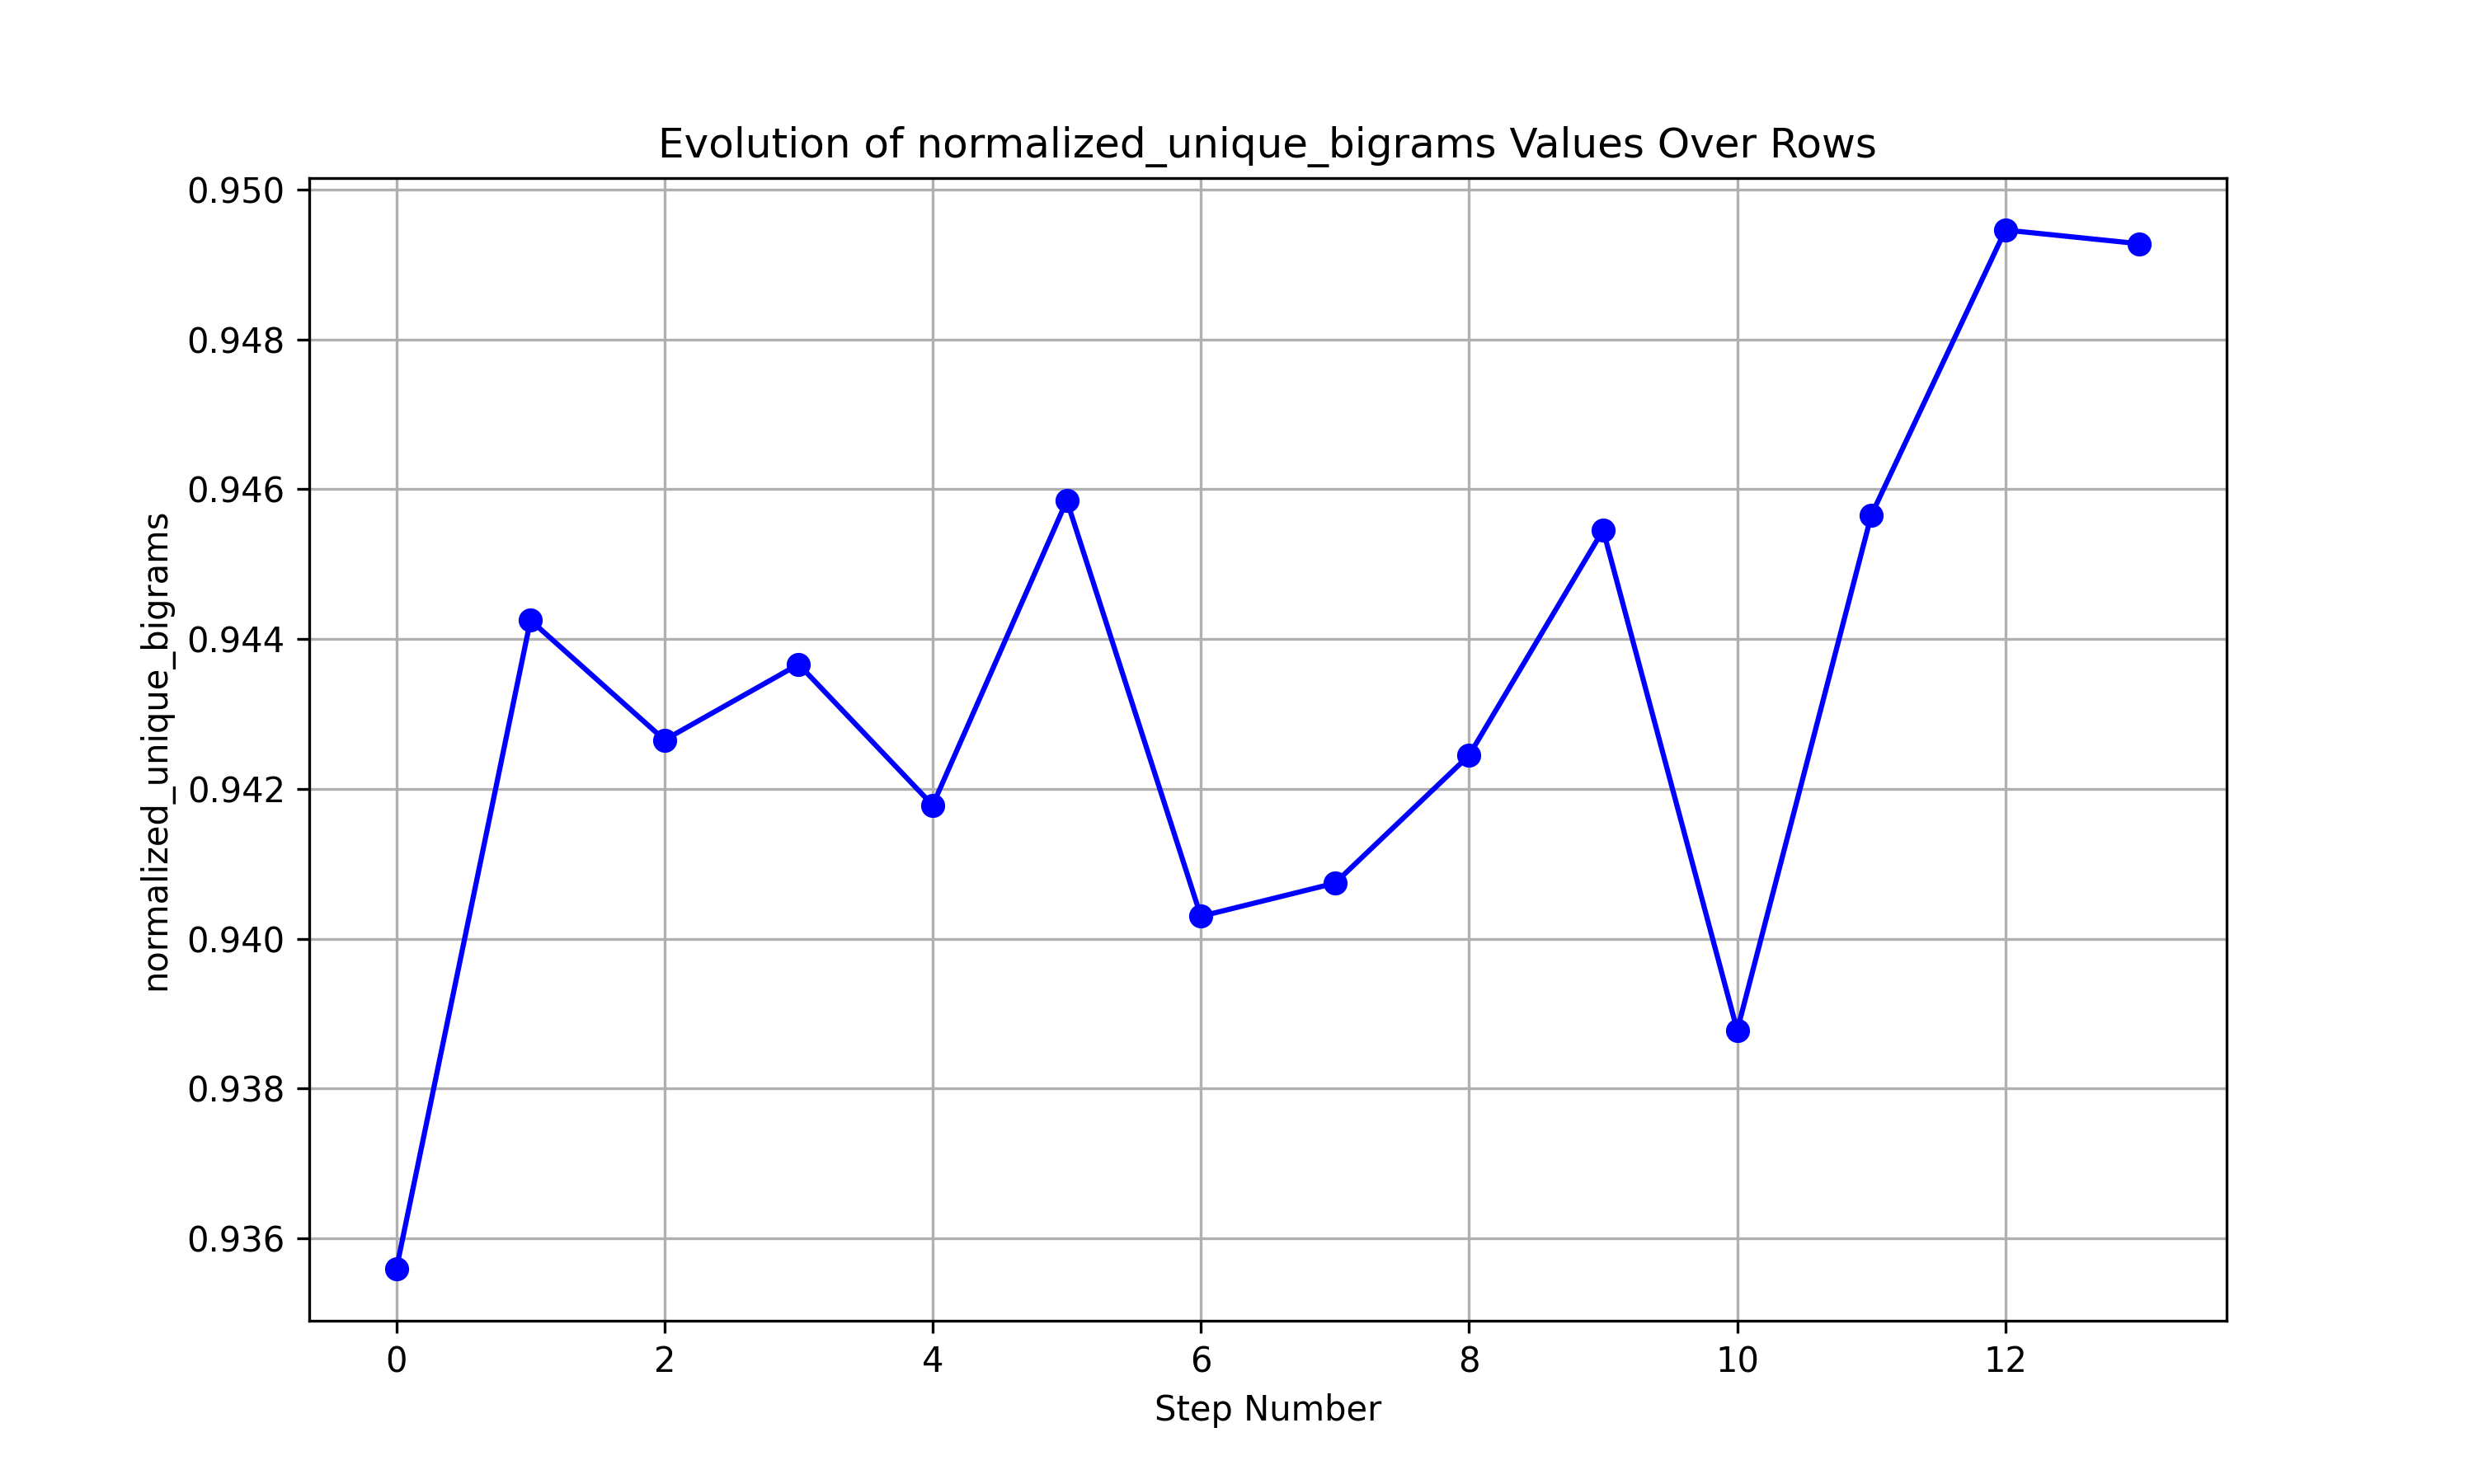 Evolution of normalized_unique_bigrams Values Over Rows
normalized_unique_bigrams
0.950
0.948
0.946
0.944
0.942
0.940
0.938
0.936
0 2 4 6 8 10 12
Step Number